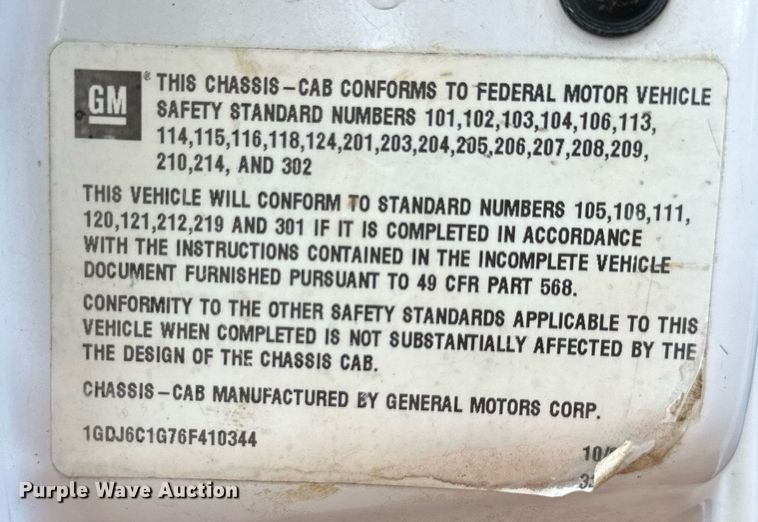 GM
® THIS CHASSIS-CAB CONFORMS TO FEDERAL MOTOR VEHICLE
SAFETY STANDARD NUMBERS 101,102,103,104,106,113,
114,115,116,118,124,201,203,204,205,206,207,208,209,
210,214, AND 302
THIS VEHICLE WILL CONFORM TO STANDARD NUMBERS 105,108,111,
120,121,212,219 AND 301 IF IT IS COMPLETED IN ACCORDANCE
WITH THE INSTRUCTIONS CONTAINED IN THE INCOMPLETE VEHICLE
DOCUMENT FURNISHED PURSUANT TO 49 CFR PART 568.
CONFORMITY TO THE OTHER SAFETY STANDARDS APPLICABLE TO THIS
VEHICLE WHEN COMPLETED IS NOT SUBSTANTIALLY AFFECTED BY THE
THE DESIGN OF THE CHASSIS CAB.
CHASSIS-CAB MANUFACTURED BY GENERAL MOTORS CORP.
1GDJ6C1G76F410344
10/
Purple Wave Auction